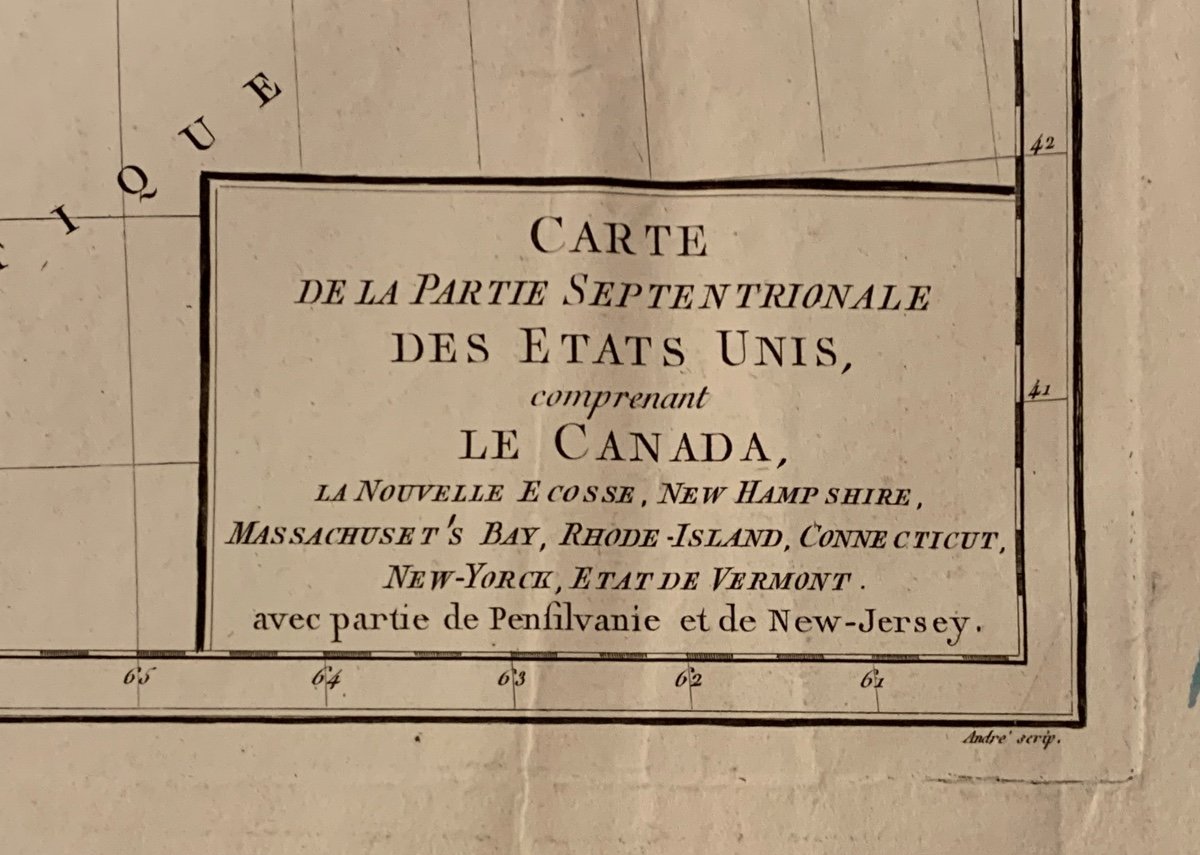 I Q U E
42
CARTE
DE LA PARTIE SEPTENTRIONALE
DES ETATS UNIS,
comprenant
41
LE CANADA,
LA NOUVELLE ECOSSE, NEW HAMPSHIRE,
MASSACHUSET'S BAY, RHODE-ISLAND, CONNECTICUT,
NEW-YORCK, ETAT DE VERMONT.
avec partie de Penſilvanie et de New-Jersey.
65 64 63 62 61
André scrip.